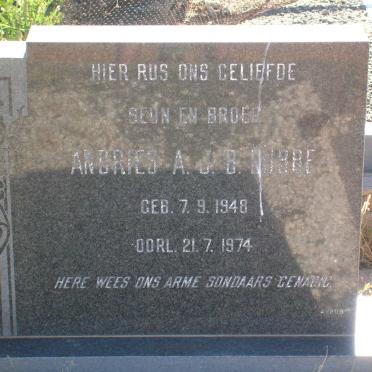 HIER RUS ONS GELIEFDE
SEUN EN BROER
ANDRIES A. J. B.
GEB. 7. 9. 1948
OORL. 21. 7. 1974
HERE WEES ONS ARME SONDAARS GENADIG.